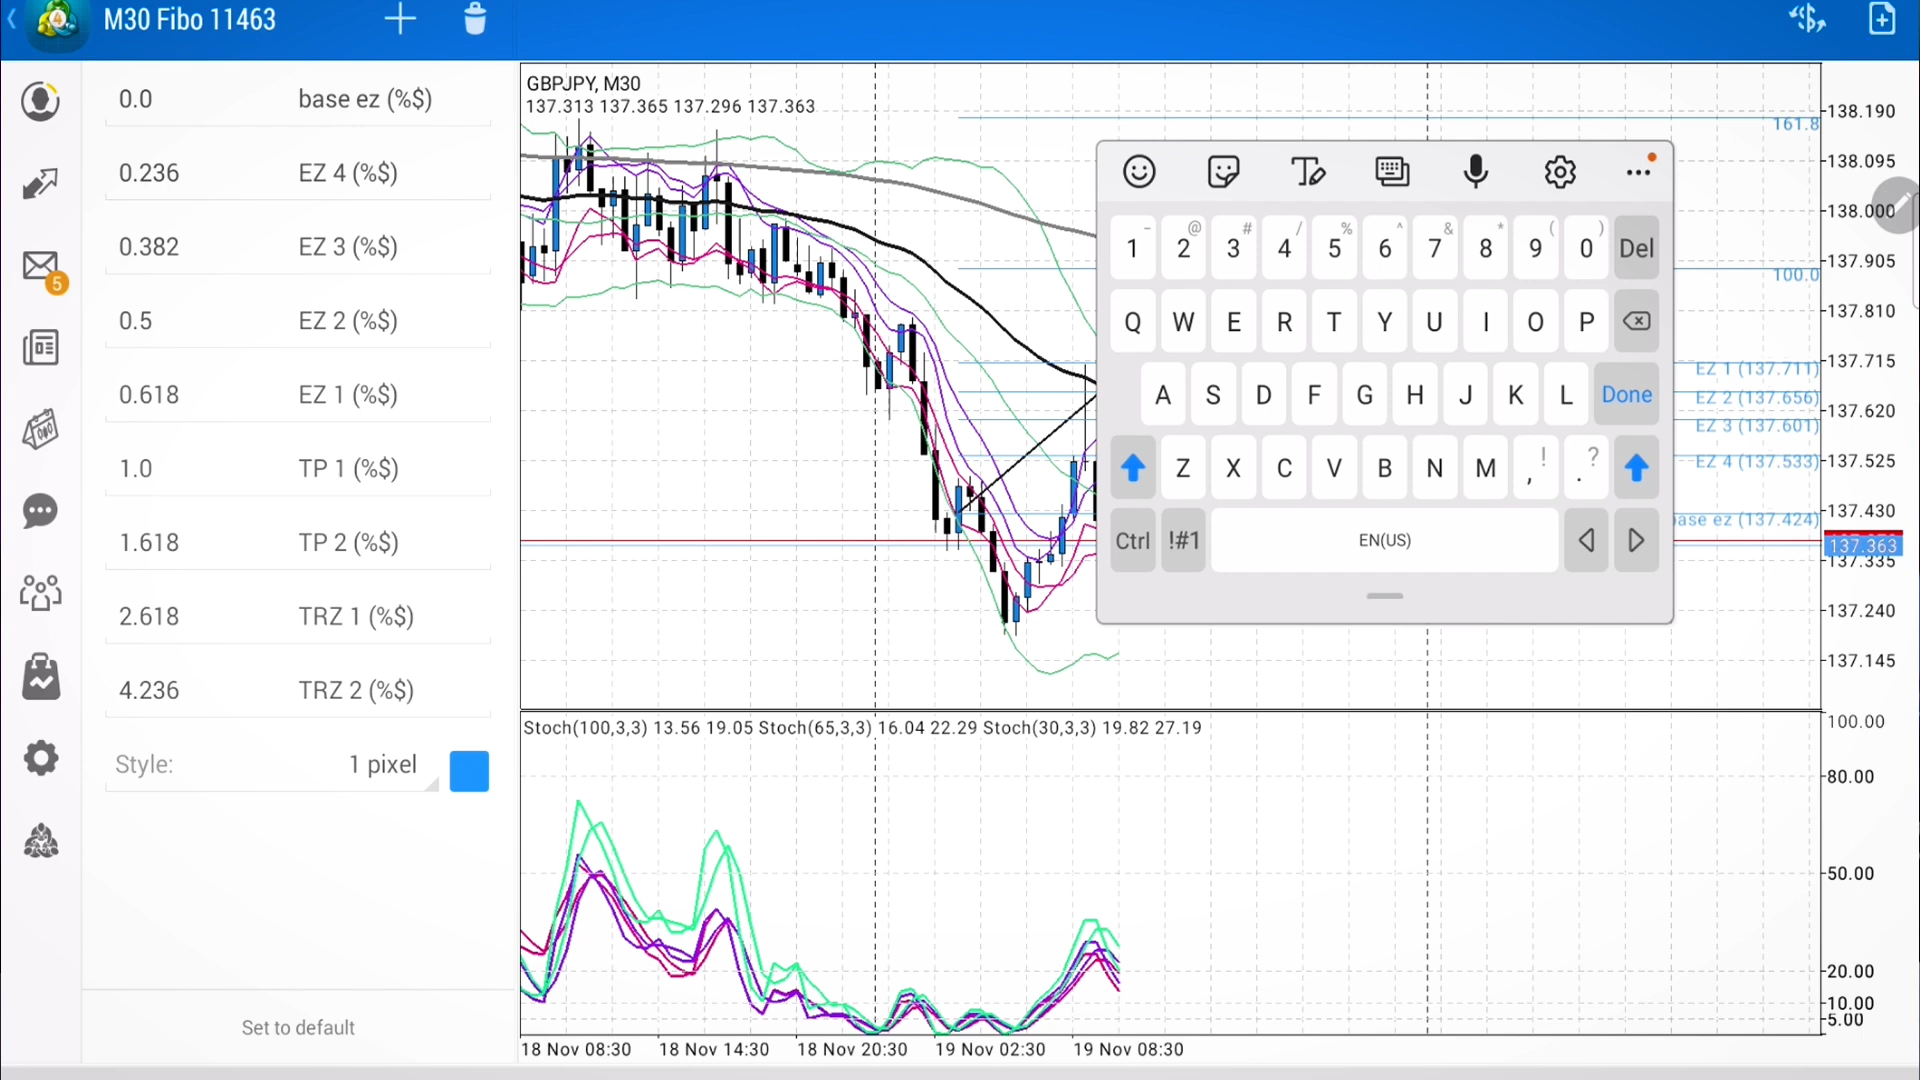 M30 Fibo 11463
0.0 base ez (%$)
0.236 EZ 4 (%$)
0.382 EZ 3 (%$)
0.5 EZ 2 (%$)
0.618 EZ 1 (%$)
1.0 TP 1 (%$)
1.618 TP 2 (%$)
2.618 TRZ 1 (%$)
4.236 TRZ 2 (%$)
Style: 1 pixel
Set to default
4
5
GBPJPY, M30
137.313 137.365 137.296 137.363
161.8
100.0
EZ 1 (137.711)
EZ 2 (137.656)
EZ 3 (137.601)
EZ 4 (137.533)
base ez (137.424)
138.190
138.095
138.000
137.905
137.810
137.715
137.620
137.525
137.430
137.363
137.335
137.240
137.145
- @ # / % ^ & * ( )
1 2 3 4 5 6 7 8 9 0 Del
Q W E R T Y U I O P
A S D F G H J K L Done
Z X C V B N M , ! . ?
Ctrl !#1 EN(US)
Stoch(100,3,3) 13.56 19.05 Stoch(65,3,3) 16.04 22.29 Stoch(30,3,3) 19.82 27.19
100.00
80.00
50.00
20.00
10.00
5.00
18 Nov 08:30 18 Nov 14:30 18 Nov 20:30 19 Nov 02:30 19 Nov 08:30